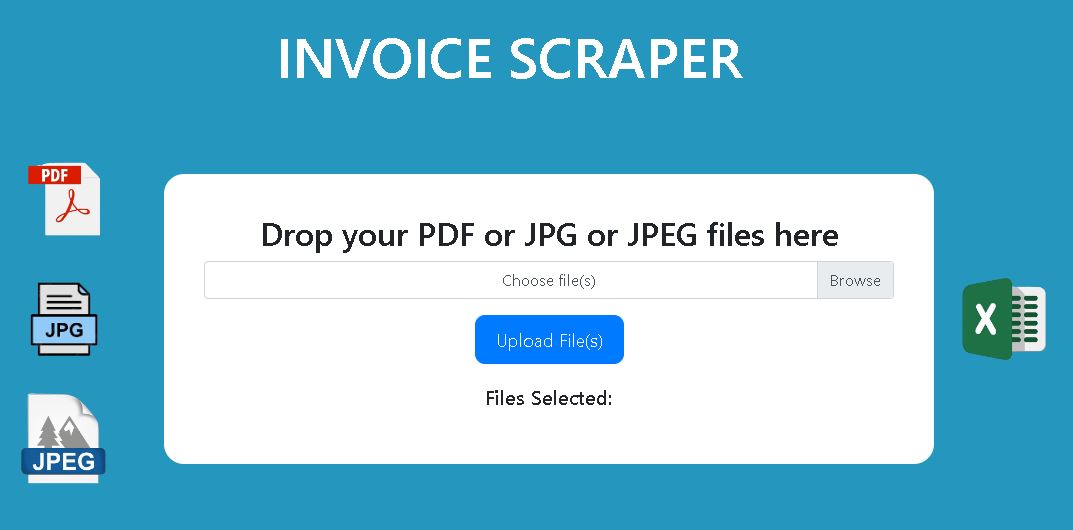 INVOICE SCRAPER
PDF
Drop your PDF or JPG or JPEG files here
Choose file(s)
Browse
JPG
X
Upload File(s)
Files Selected:
JPEG